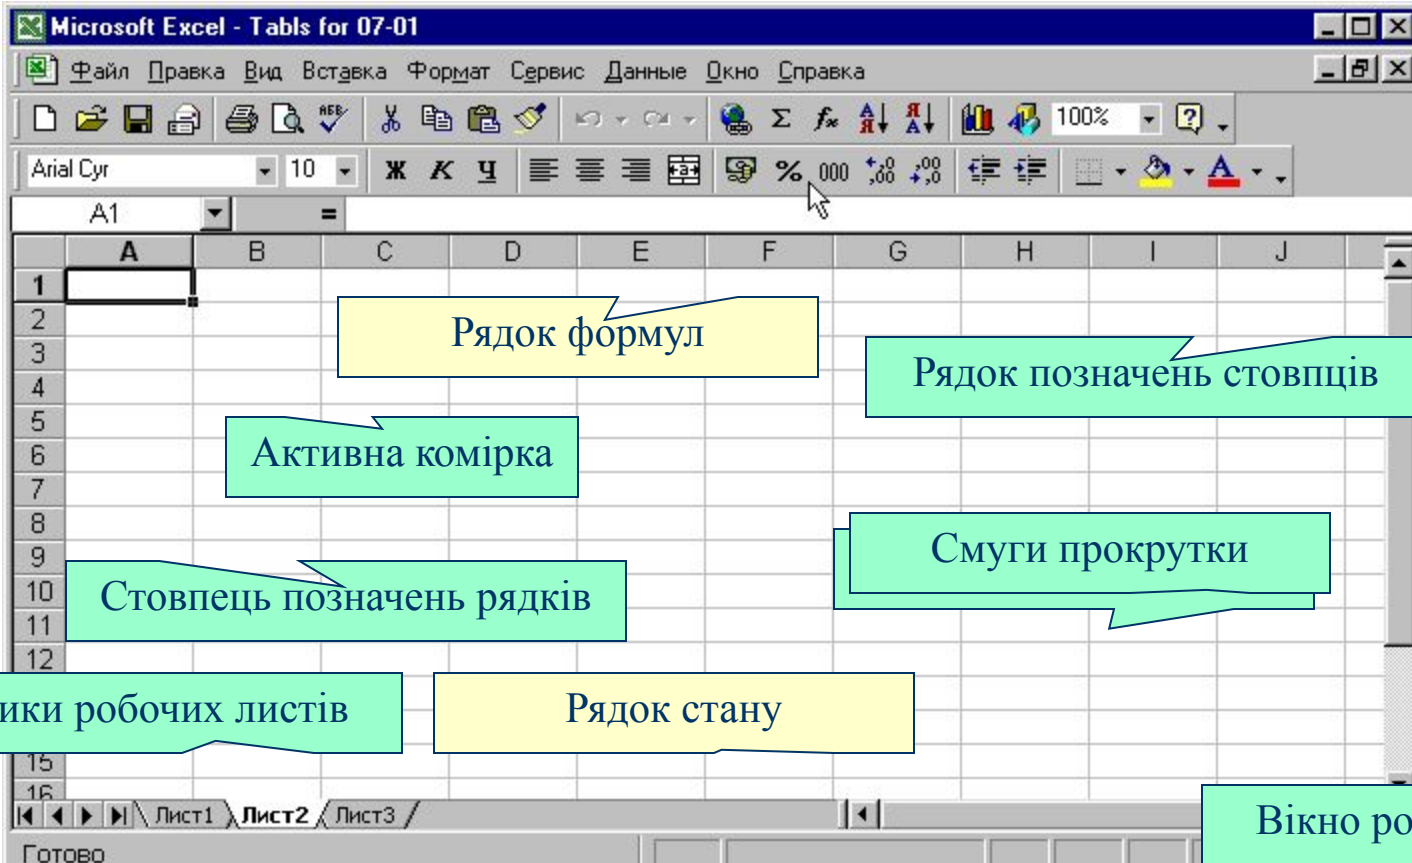 Microsoft Excel - Tabls for 07-01
Файл Правка Вид Вставка Формат Сервис Данные Окно Справка
100%
Arial Cyr 10 Ж К Ч % 000
A1 =
A B C D E F G H I J
1
2
3
4
5
6
7
8
9
10
11
12
15
16
Рядок формул
Рядок позначень стовпців
Активна комірка
Смуги прокрутки
Стовпець позначень рядків
робочих листів
Рядок стану
Лист1 Лист2 Лист3
Вікно
Готово